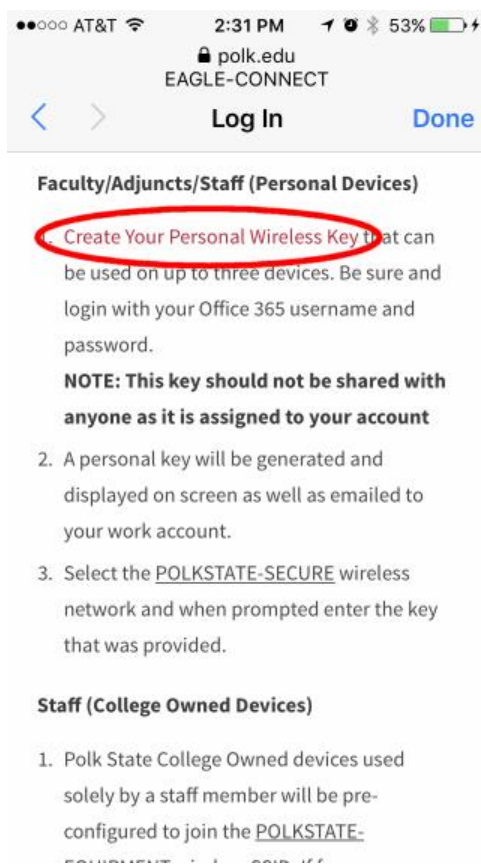 AT&T 2:31 PM 53%
polk.edu
EAGLE-CONNECT
Log In Done
Faculty/Adjuncts/Staff (Personal Devices)
1. Create Your Personal Wireless Key that can
be used on up to three devices. Be sure and
login with your Office 365 username and
password.
NOTE: This key should not be shared with
anyone as it is assigned to your account
2. A personal key will be generated and
displayed on screen as well as emailed to
your work account.
3. Select the POLKSTATE-SECURE wireless
network and when prompted enter the key
that was provided.
Staff (College Owned Devices)
1. Polk State College Owned devices used
solely by a staff member will be pre-
configured to join the POLKSTATE-